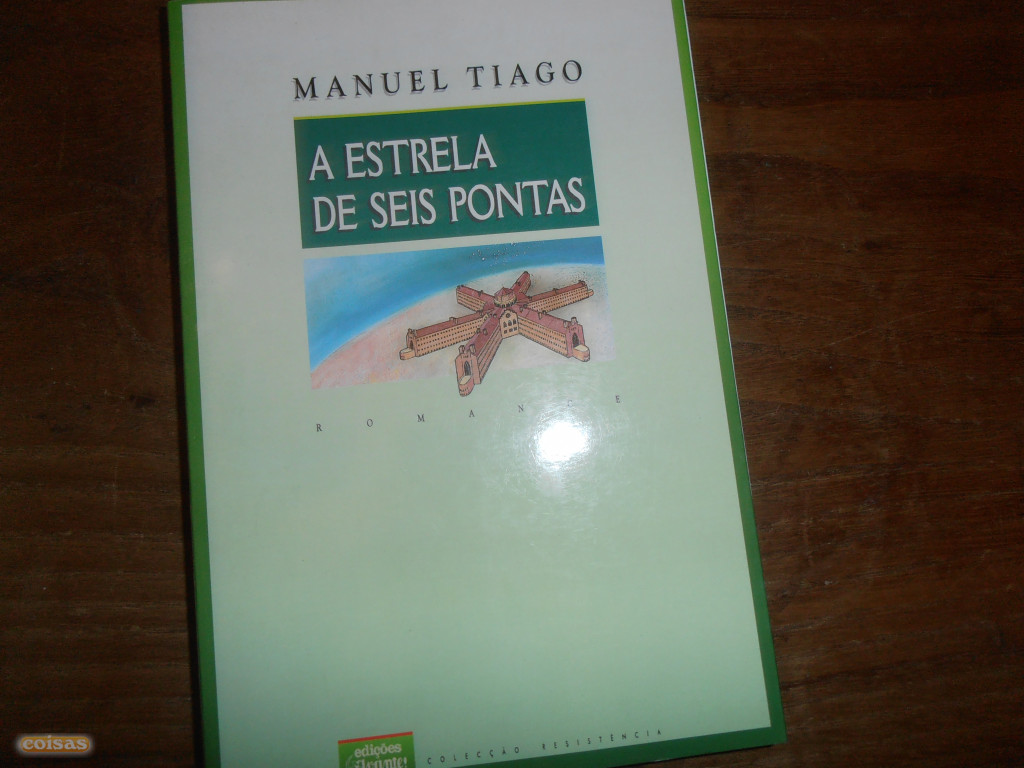 MANUEL TIAGO
A ESTRELA
DE SEIS PONTAS
ROMANCE
edições
COLECÇÃO RESISTÊNCIA
coisas